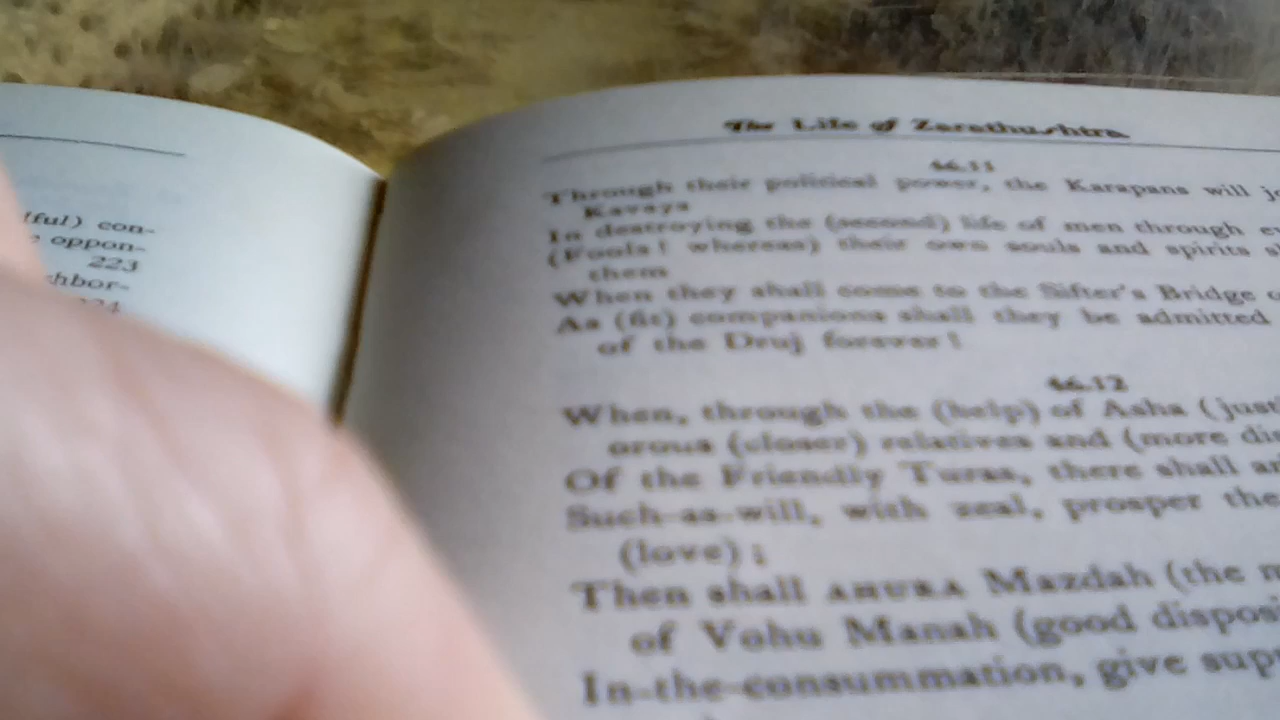 (ful) con-
oppon-
223
hbor-
The Life of Zarathushtra
46.11
Through their political power, the Karapans will
Kavays
In destroying the (second) life of men through
(Fools! whereas) their own souls and spirits
them
When they shall come to the Sifter's Bridge
As (fit) companions shall they be admitted
of the Druj forever!
46.12
When, through the (help) of Asha (just
orous (closer) relatives and (more dis
Of the Friendly Turas, there shall
Such-as-will, with zeal, prosper the
(love);
Then shall AHURA Mazdah (the
of Vohu Manah (good disposi
In-the-consummation, give supp